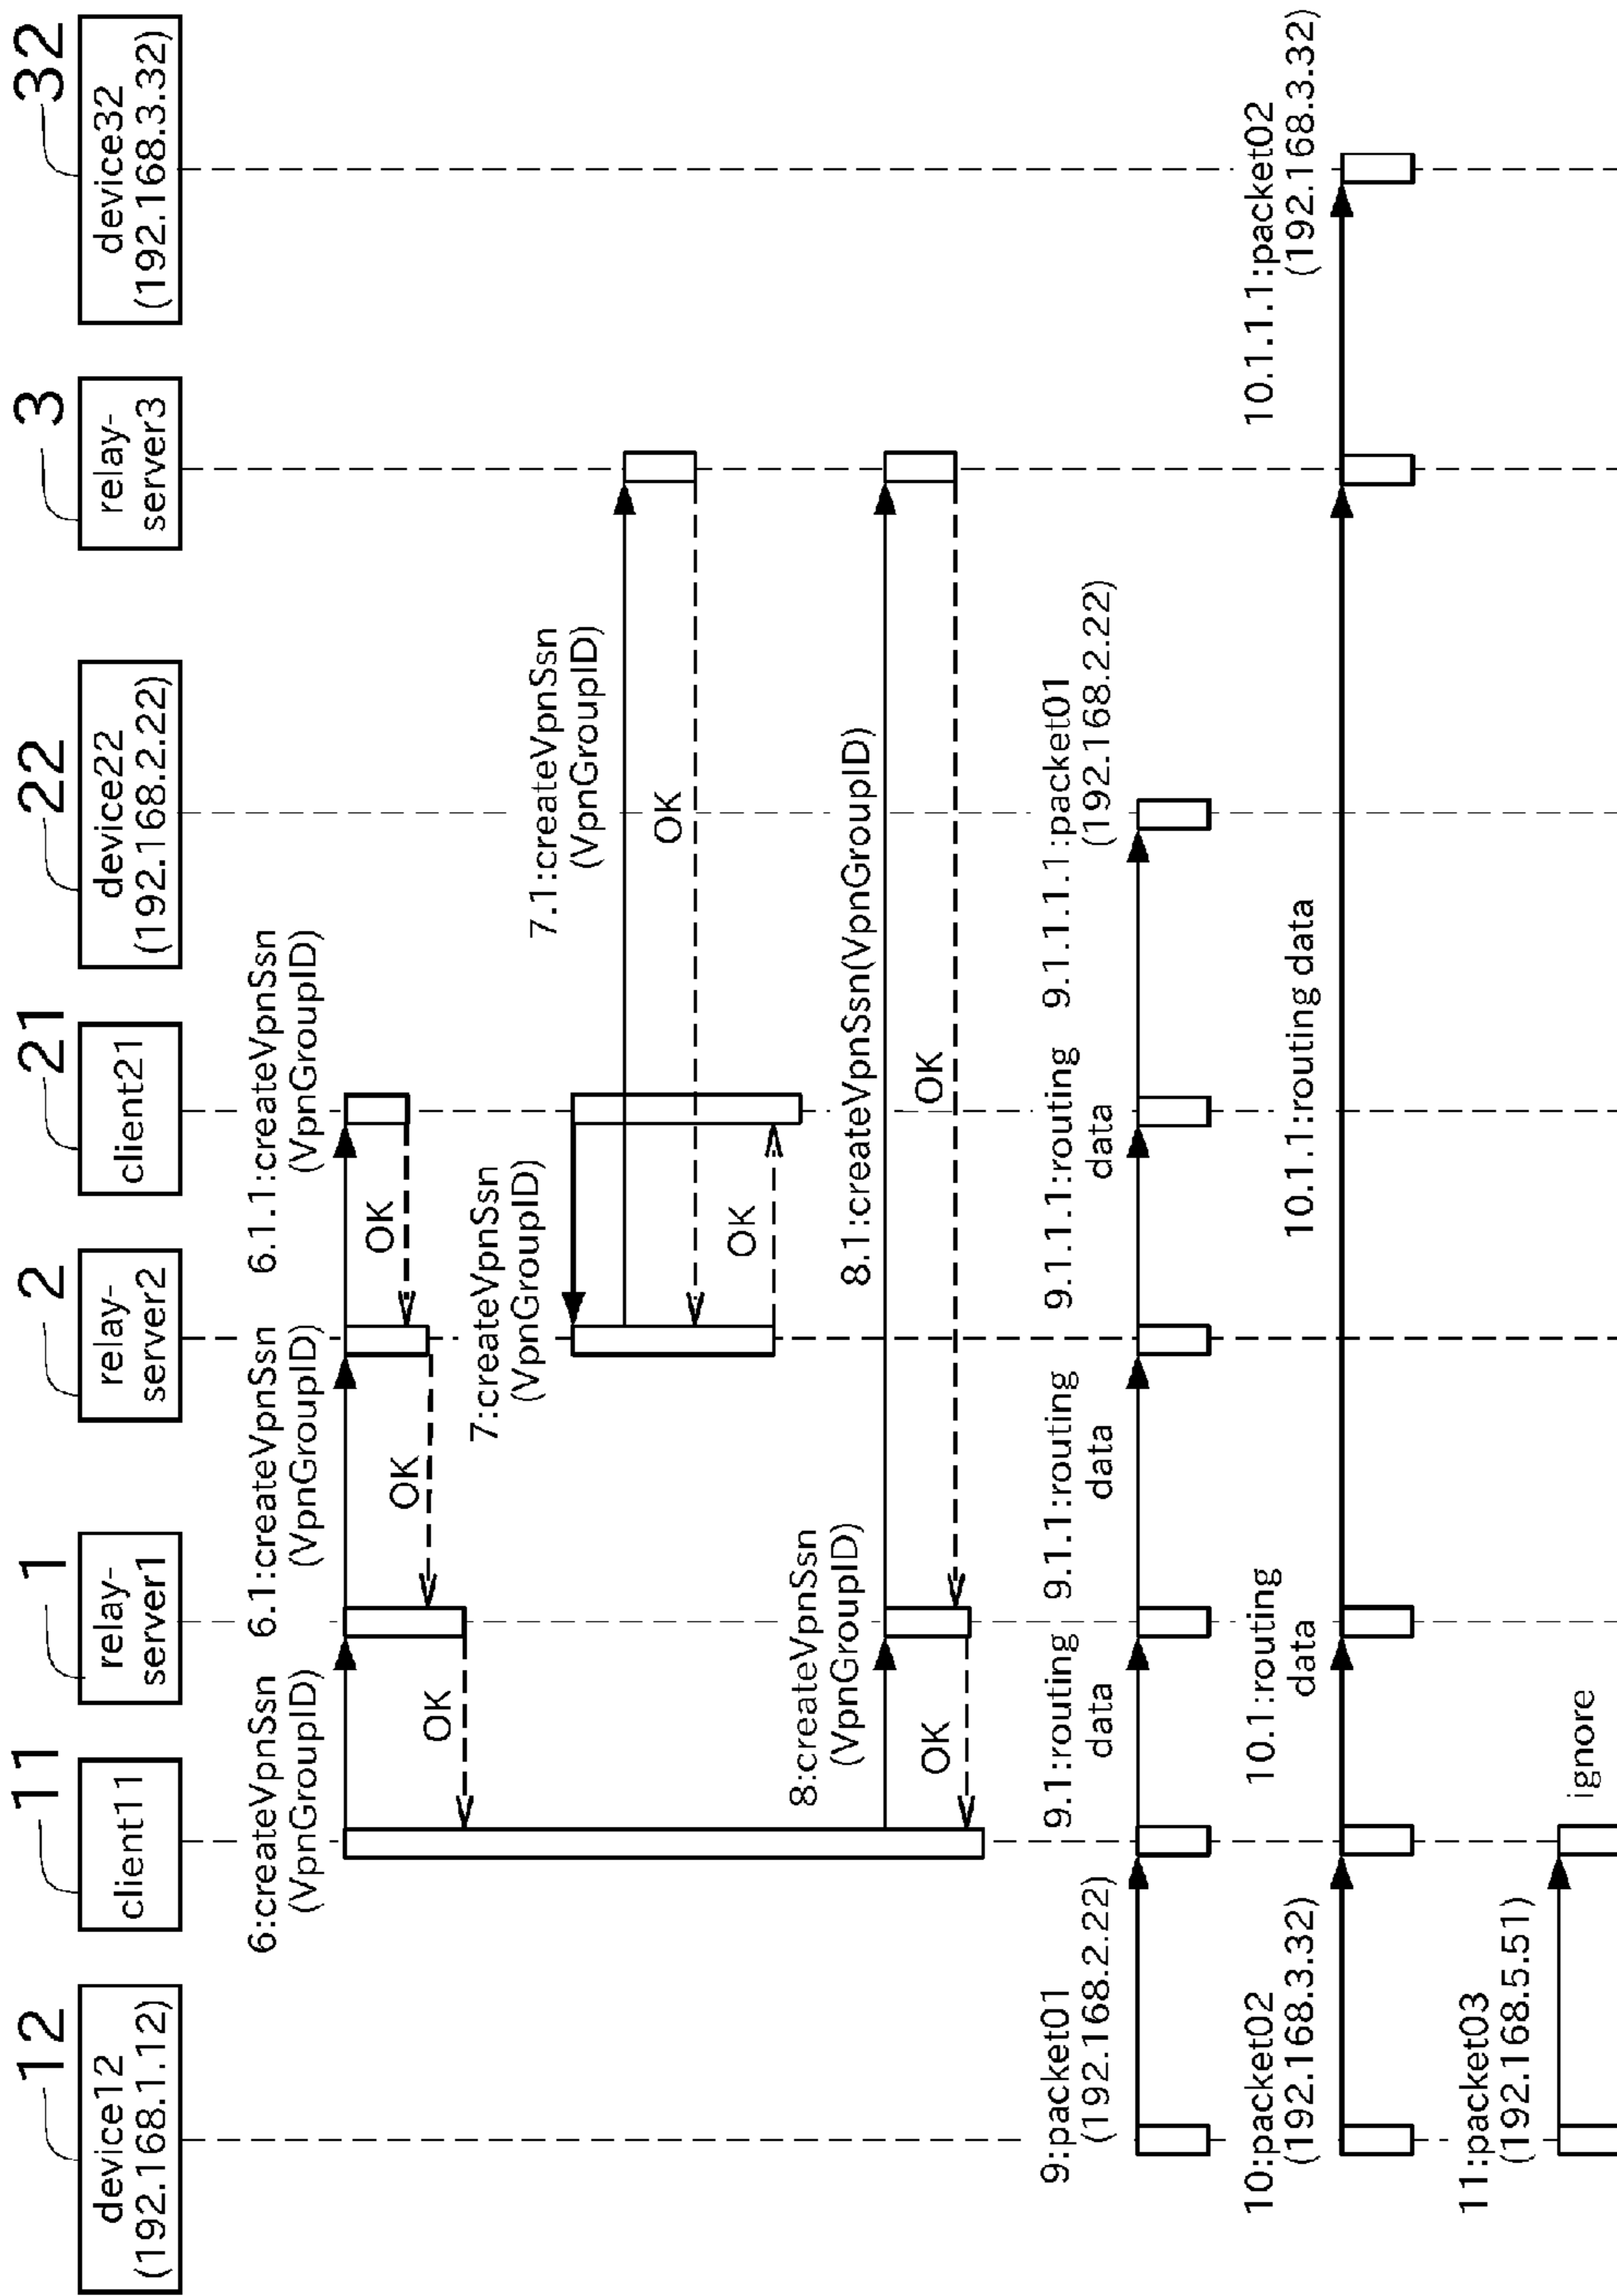 12
11
1
2
21
22
3
32
device12
(192.168.1.12)
client11
relay-
server1
relay-
server2
client21
device22
(192.168.2.22)
relay-
server3
device32
(192.168.3.32)
6:createVpnSsn
(VpnGroupID)
6.1:createVpnSsn
(VpnGroupID)
6.1.1:createVpnSsn
(VpnGroupID)
OK
OK
OK
7:createVpnSsn
(VpnGroupID)
7.1:createVpnSsn
(VpnGroupID)
OK
OK
8:createVpnSsn
(VpnGroupID)
8.1:createVpnSsn(VpnGroupID)
OK
OK
9:packet01
(192.168.2.22)
9.1:routing
data
9.1.1:routing
data
9.1.1.1:routing
data
9.1.1.1.1:packet01
(192.168.2.22)
10:packet02
(192.168.3.32)
10.1:routing
data
10.1.1:routing data
10.1.1.1:packet02
(192.168.3.32)
11:packet03
(192.168.5.51)
ignore